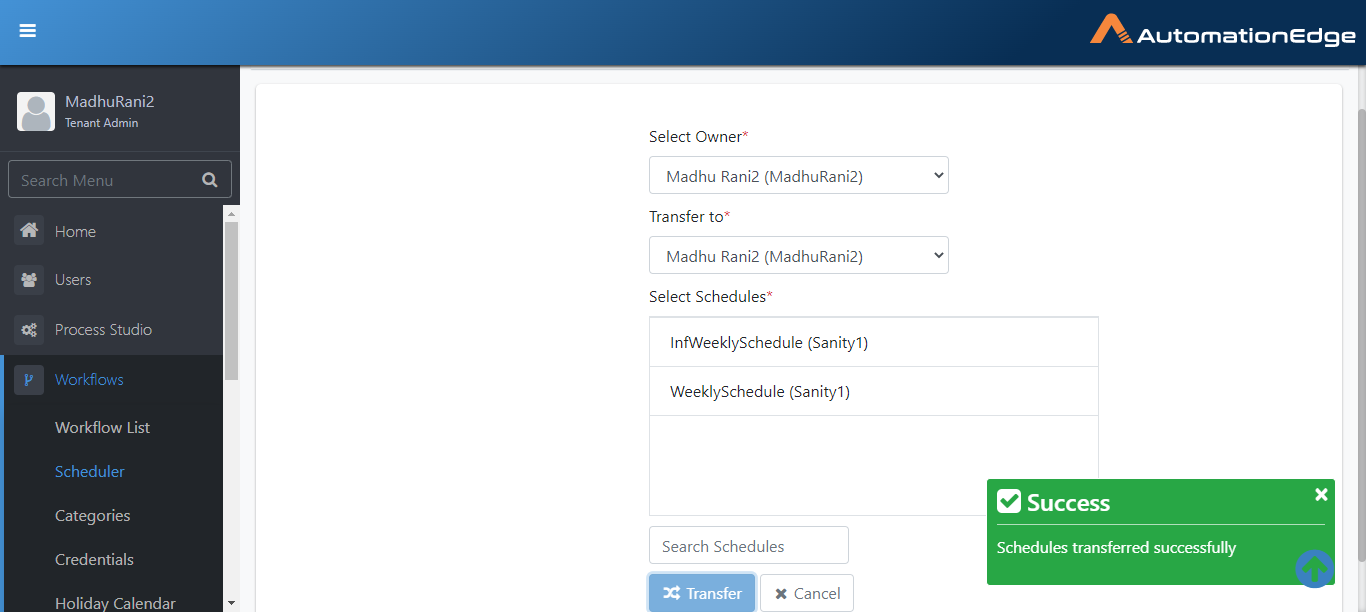 AutomationEdge
MadhuRani2
Tenant Admin
Search Menu
Home
Users
Process Studio
Workflows
Workflow List
Scheduler
Categories
Credentials
Holiday Calendar
Select Owner*
Madhu Rani2 (MadhuRani2)
Transfer to*
Madhu Rani2 (MadhuRani2)
Select Schedules*
InfWeeklySchedule (Sanity1)
WeeklySchedule (Sanity1)
Search Schedules
Transfer
Cancel
Success
Schedules transferred successfully